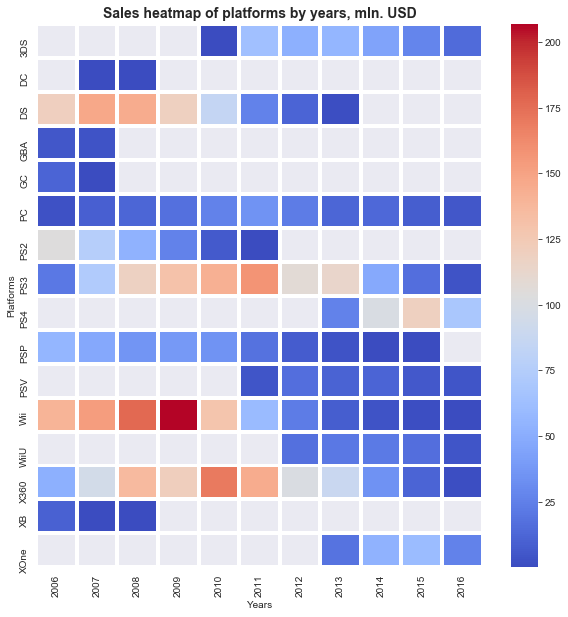 Sales heatmap of platforms by years, mln. USD
Platforms
3DS
DC
DS
GBA
GC
PC
PS2
PS3
PS4
PSP
PSV
Wii
WiiU
X360
XB
XOne
2006 2007 2008 2009 2010 2011 2012 2013 2014 2015 2016
Years
200
175
150
125
100
75
50
25